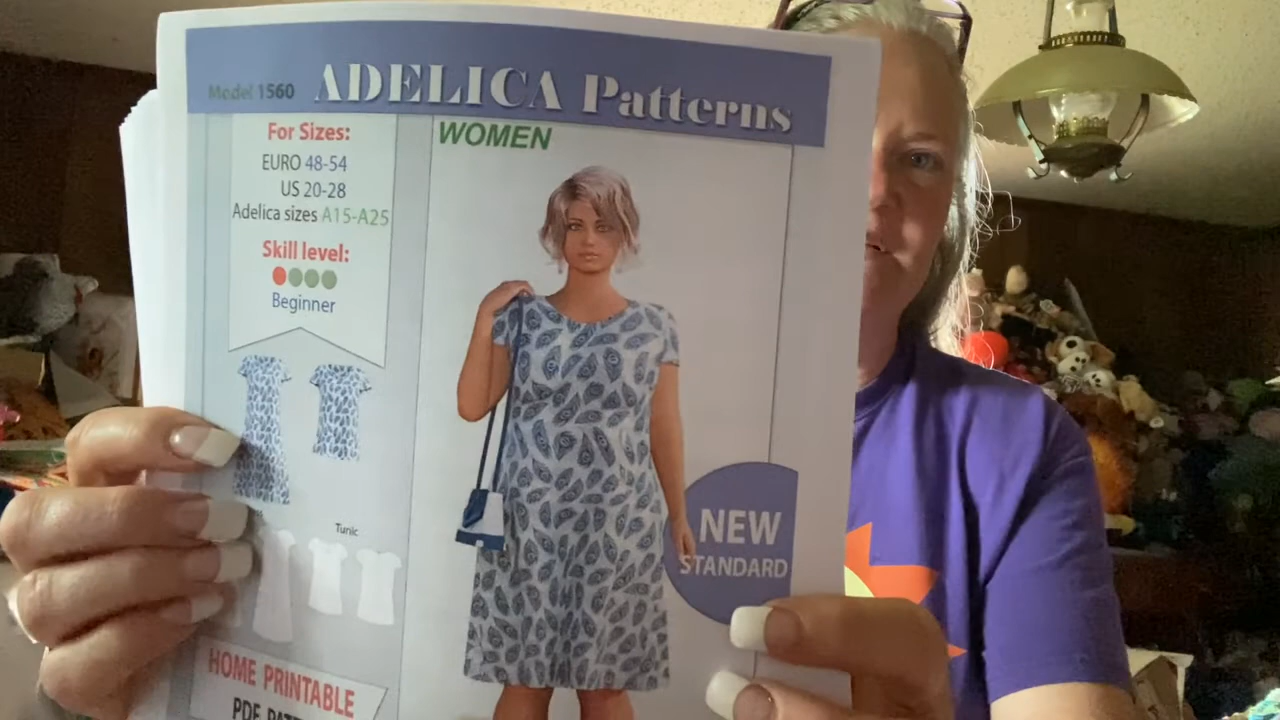 Model 1560 ADELICA Patterns
For Sizes:
EURO 48-54
US 20-28
Adelica sizes A15-A25
Skill level:
Beginner
WOMEN
NEW
STANDARD
Tunic
HOME PRINTABLE
PDF